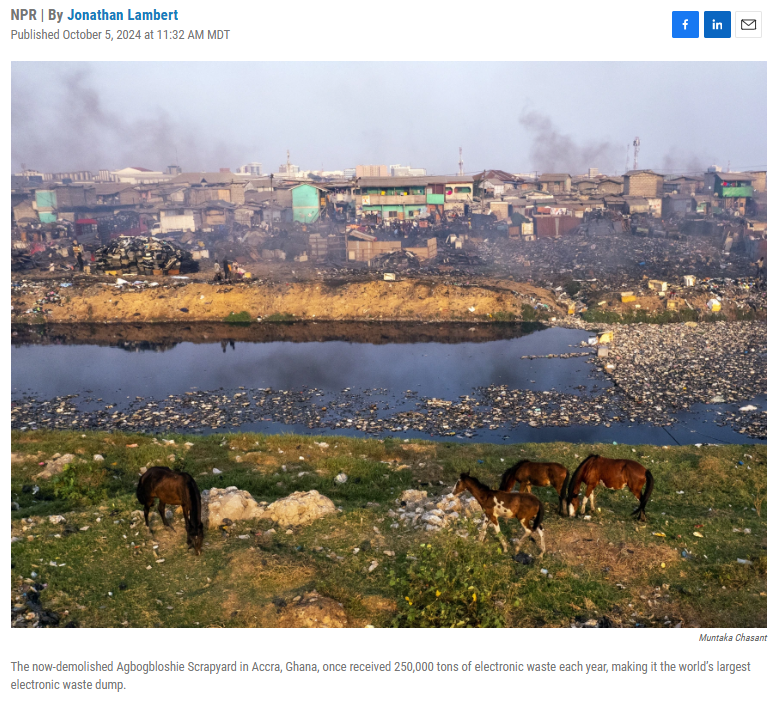 NPR | By Jonathan Lambert
Published October 5, 2024 at 11:32 AM MDT
f
in
Muntaka Chasant
The now-demolished Agbogbloshie Scrapyard in Accra, Ghana, once received 250,000 tons of electronic waste each year, making it the world's largest
electronic waste dump.